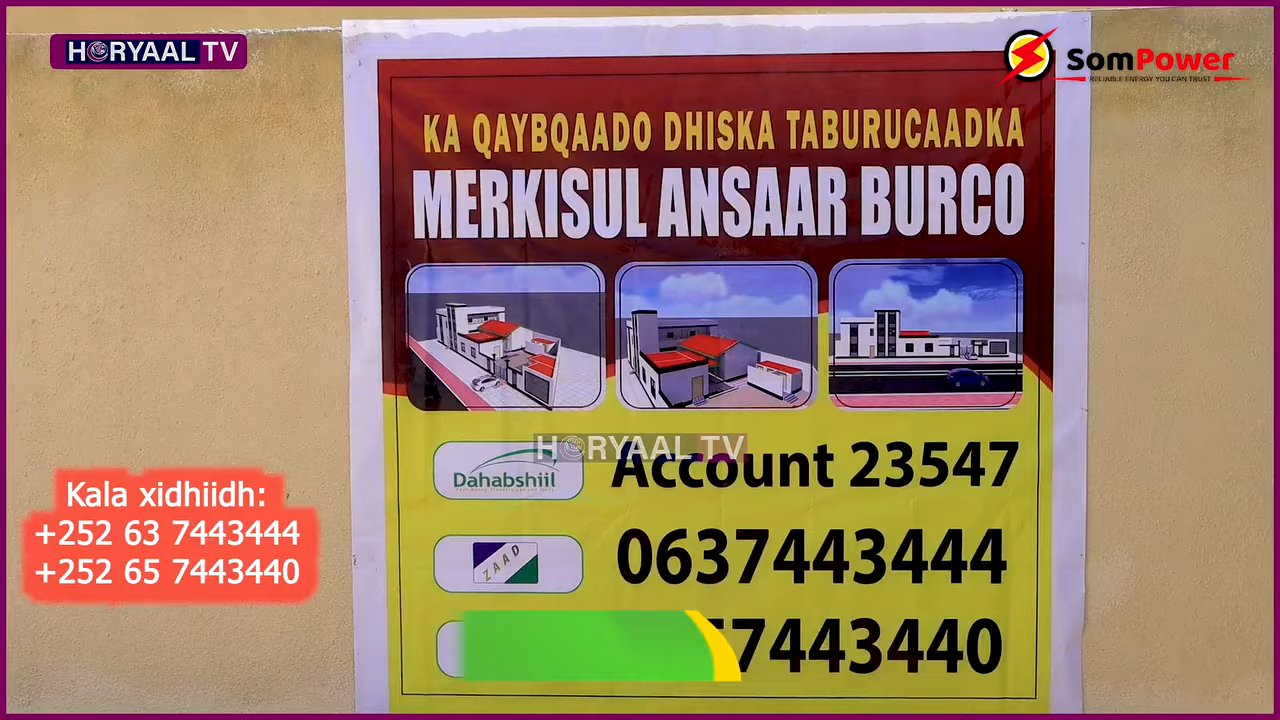 HORYAAL TV
SomPower
RELIABLE ENERGY YOU CAN TRUST
KA QAYBQAADO DHISKA TABURUCAADKA
MERKISUL ANSAAR BURCO
HORYAAL TV
Dahabshiil
Account 23547
Kala xidhiidh:
+252 63 7443444
+252 65 7443440
ZAAD
0637443444
57443440